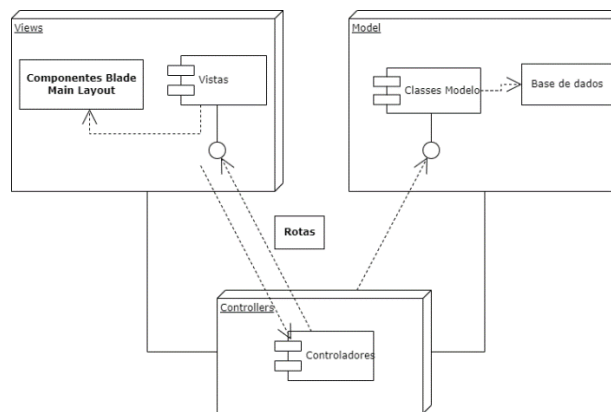 Views
Componentes Blade
Main Layout
Vistas
Model
Classes Modelo
Base de dados
Rotas
Controllers
Controladores